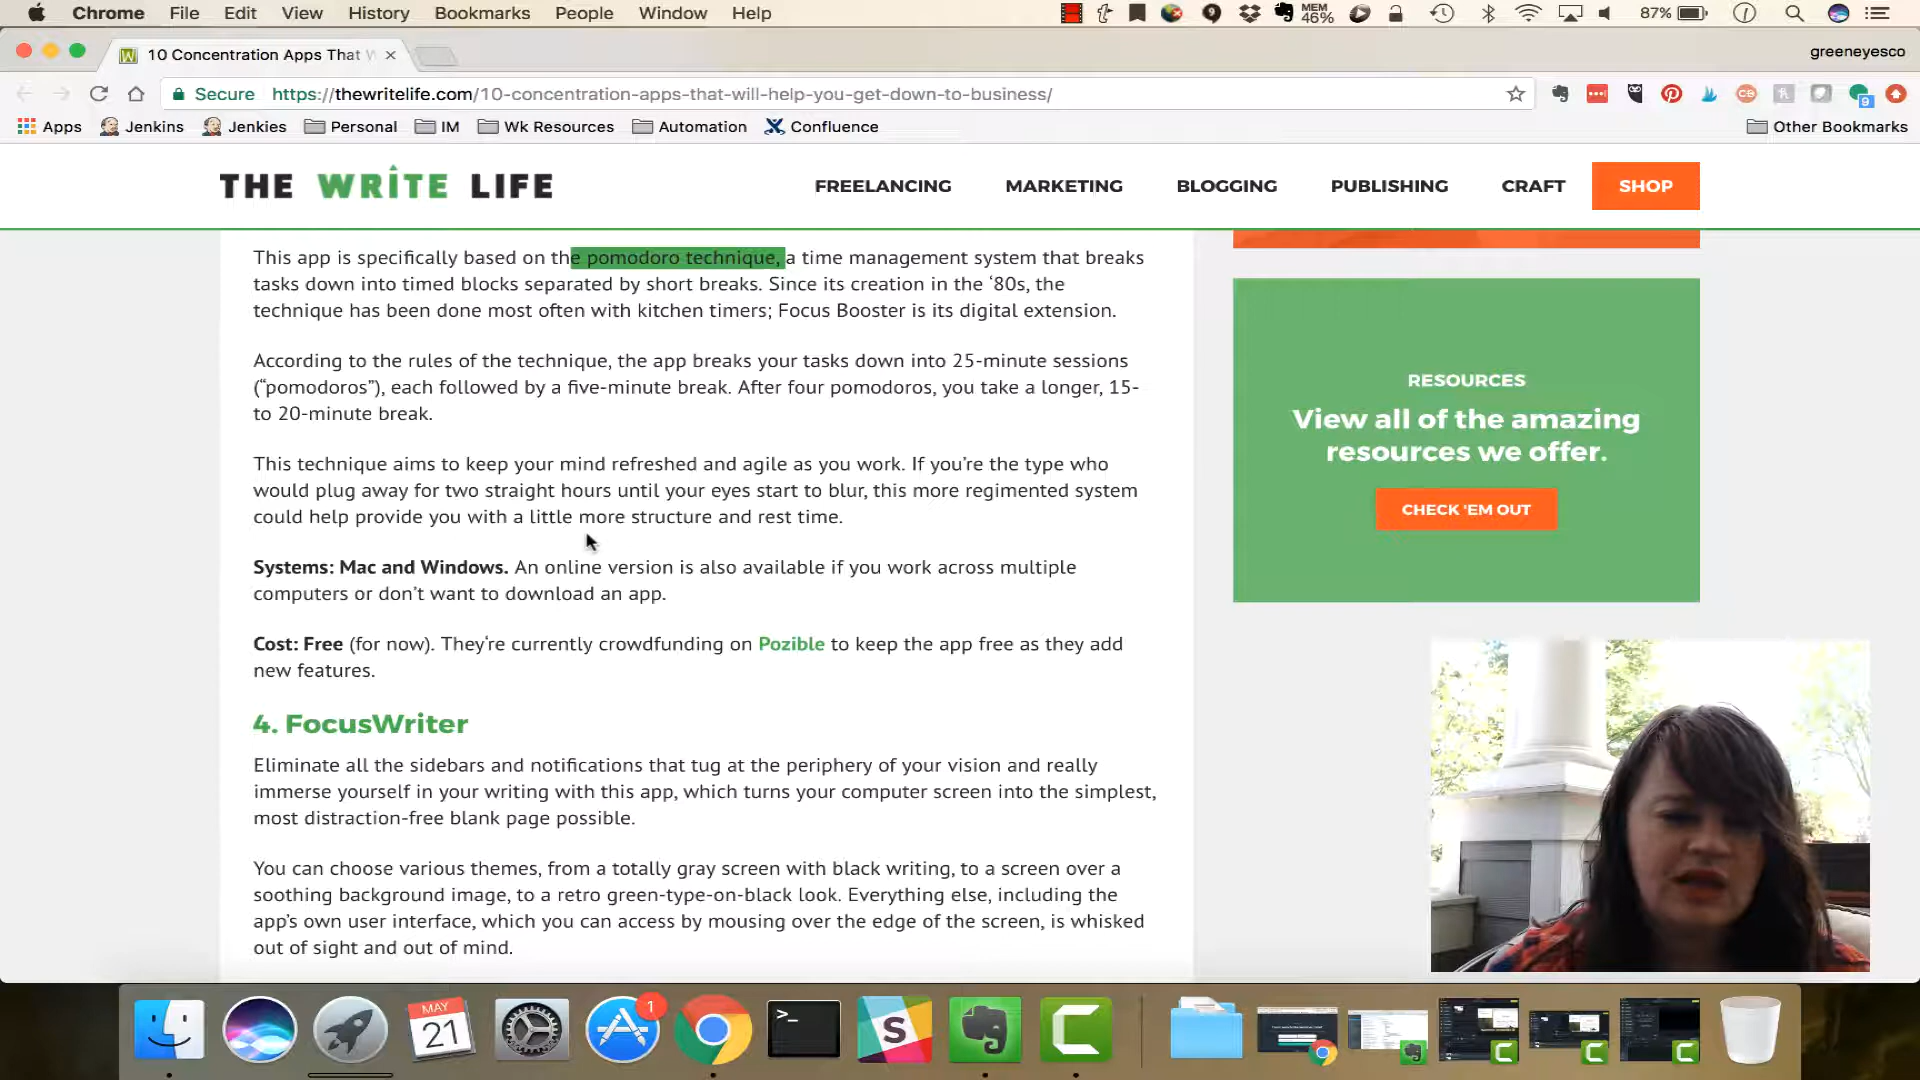 Chrome File Edit View History Bookmarks People Window Help
MEM
46%
87%
10 Concentration Apps That W
greeneyesco
Secure https://thewritelife.com/10-concentration-apps-that-will-help-you-get-down-to-business/
9
Apps Jenkins Jenkies Personal IM Wk Resources Automation Confluence Other Bookmarks
THE WRITE LIFE
FREELANCING MARKETING BLOGGING PUBLISHING CRAFT SHOP
This app is specifically based on the pomodoro technique, a time management system that breaks
tasks down into timed blocks separated by short breaks. Since its creation in the ‘80s, the
technique has been done most often with kitchen timers; Focus Booster is its digital extension.
According to the rules of the technique, the app breaks your tasks down into 25-minute sessions
(“pomodoros”), each followed by a five-minute break. After four pomodoros, you take a longer, 15-
to 20-minute break.
This technique aims to keep your mind refreshed and agile as you work. If you’re the type who
would plug away for two straight hours until your eyes start to blur, this more regimented system
could help provide you with a little more structure and rest time.
Systems: Mac and Windows. An online version is also available if you work across multiple
computers or don’t want to download an app.
Cost: Free (for now). They‘re currently crowdfunding on Pozible to keep the app free as they add
new features.
4. FocusWriter
Eliminate all the sidebars and notifications that tug at the periphery of your vision and really
immerse yourself in your writing with this app, which turns your computer screen into the simplest,
most distraction-free blank page possible.
You can choose various themes, from a totally gray screen with black writing, to a screen over a
soothing background image, to a retro green-type-on-black look. Everything else, including the
app’s own user interface, which you can access by mousing over the edge of the screen, is whisked
out of sight and out of mind.
RESOURCES
View all of the amazing
resources we offer.
CHECK 'EM OUT
MAY
21
1